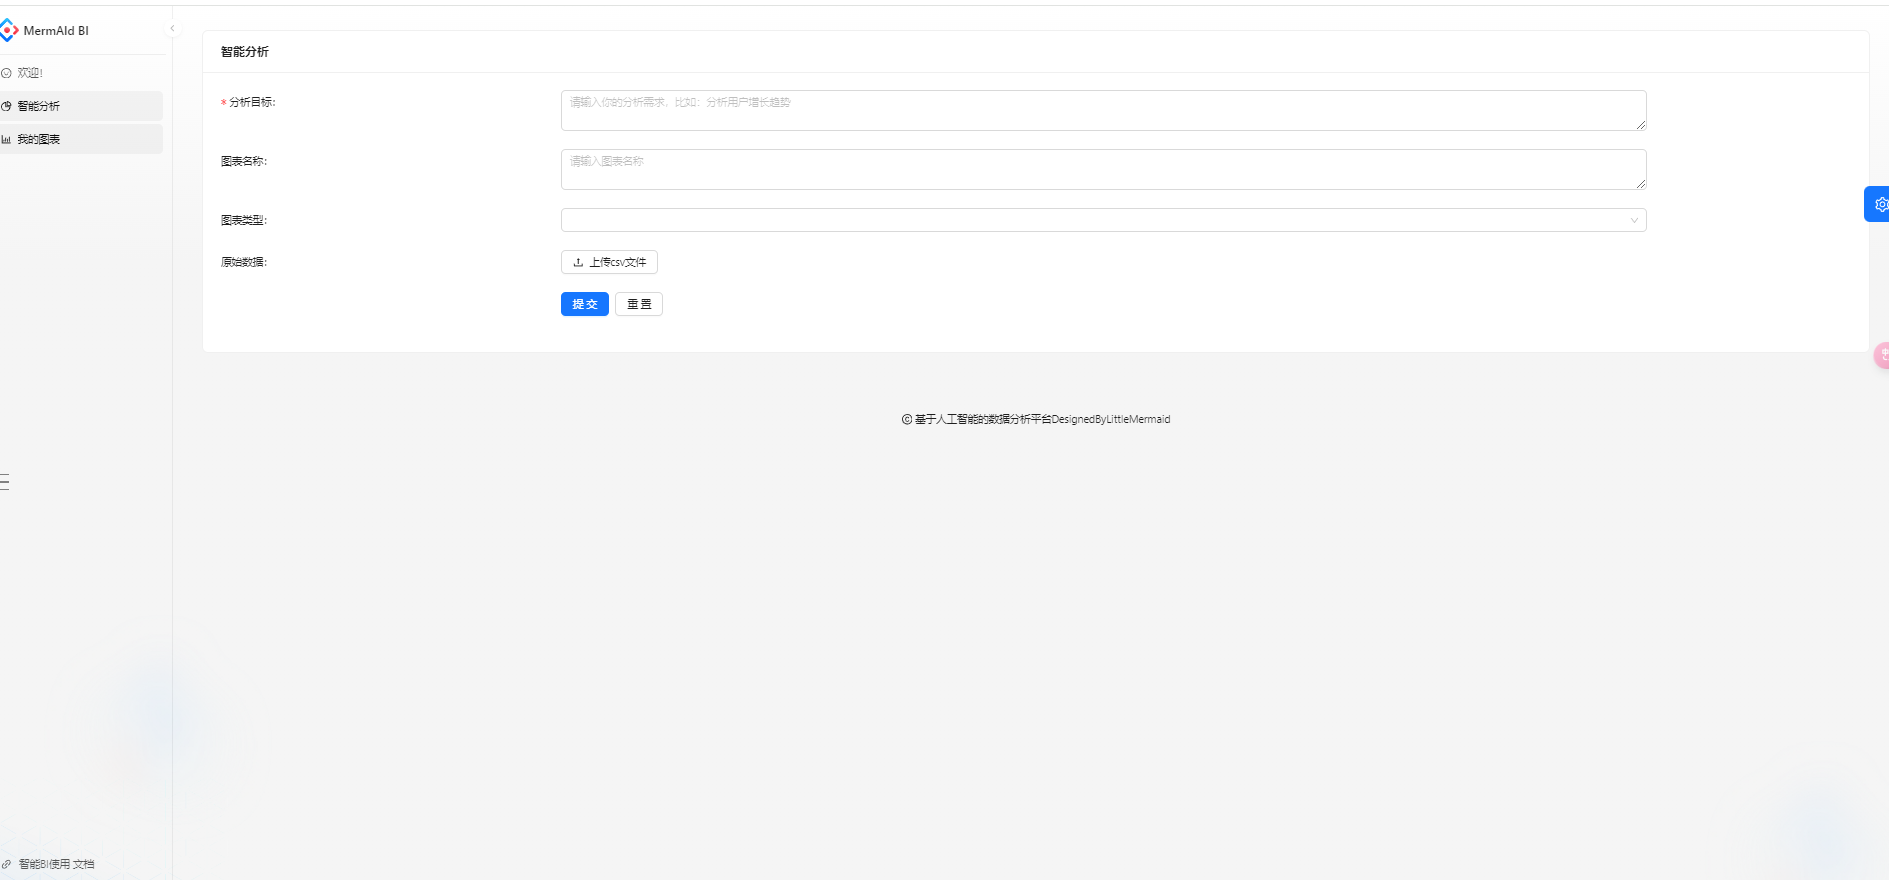 MermAId BI
欢迎!
智能分析
我的图表
智能分析
* 分析目标:
请输入你的分析需求，比如：分析用户增长趋势
图表名称:
请输入图表名称
图表类型:
原始数据:
上传csv文件
提 交
重 置
© 基于人工智能的数据分析平台DesignedByLittleMermaid
智能BI使用 文档